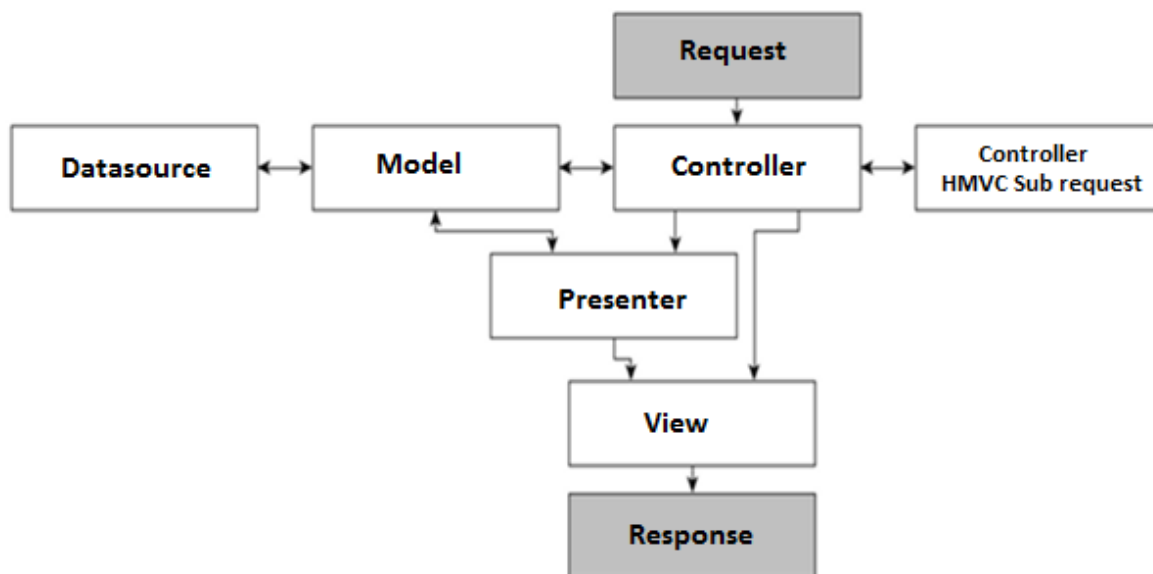 Request
Datasource
Model
Controller
Controller
HMVC Sub request
Presenter
View
Response